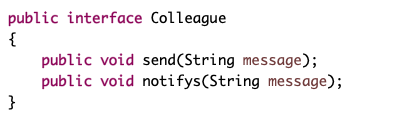 public interface Colleague
{
    public void send(String message);
    public void notifys(String message);
}